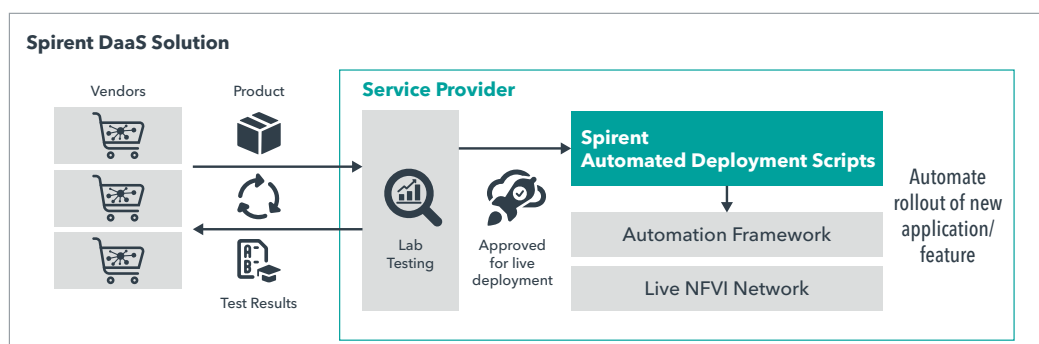 Spirent DaaS Solution
Vendors
Product
Service Provider
Spirent
Automated Deployment Scripts
Automate
rollout of new
application/
feature
Lab
Testing
Approved
for live
deployment
Automation Framework
Live NFVI Network
A
B
Test Results